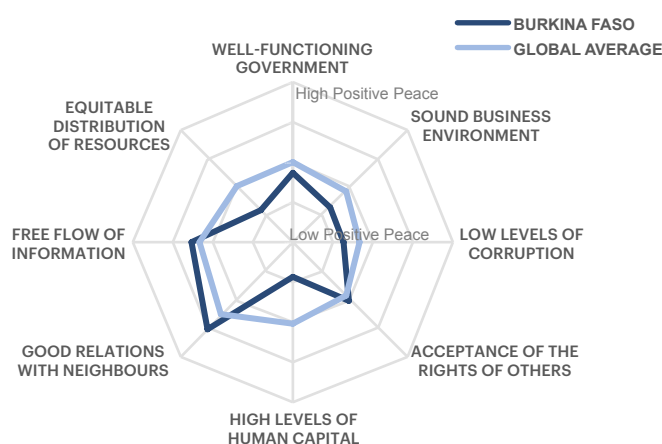 BURKINA FASO
GLOBAL AVERAGE
WELL-FUNCTIONING
GOVERNMENT
High Positive Peace
SOUND BUSINESS
ENVIRONMENT
EQUITABLE
DISTRIBUTION
OF RESOURCES
FREE FLOW OF
INFORMATION
Low Positive Peace
LOW LEVELS OF
CORRUPTION
GOOD RELATIONS
WITH NEIGHBOURS
ACCEPTANCE OF THE
RIGHTS OF OTHERS
HIGH LEVELS OF
HUMAN CAPITAL